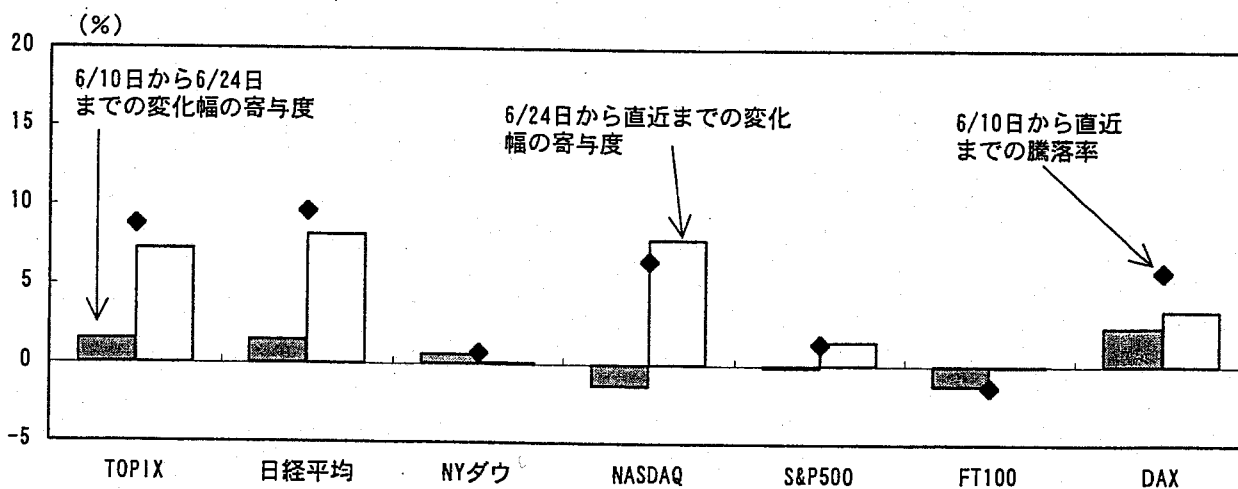 (%)
20
15
10
5
0
-5
6/10日から6/24日
までの変化幅の寄与度
6/24日から直近までの変化
幅の寄与度
6/10日から直近
までの騰落率
TOPIX
日経平均
NYダウ
NASDAQ
S&P500
FT100
DAX